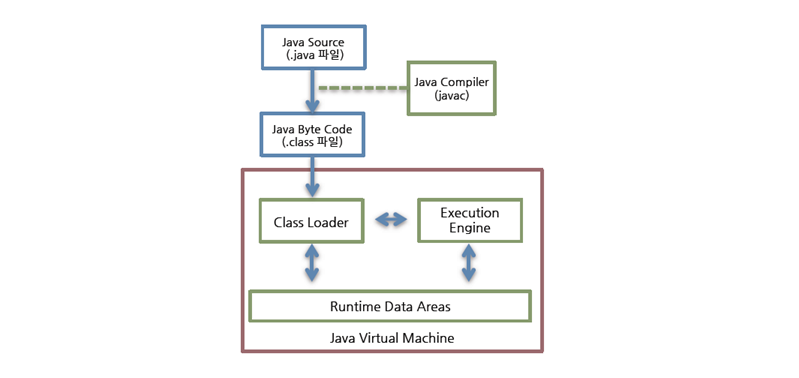 Java Source
(.java 파일)
Java Compiler
(javac)
Java Byte Code
(.class 파일)
Class Loader
Execution
Engine
Runtime Data Areas
Java Virtual Machine